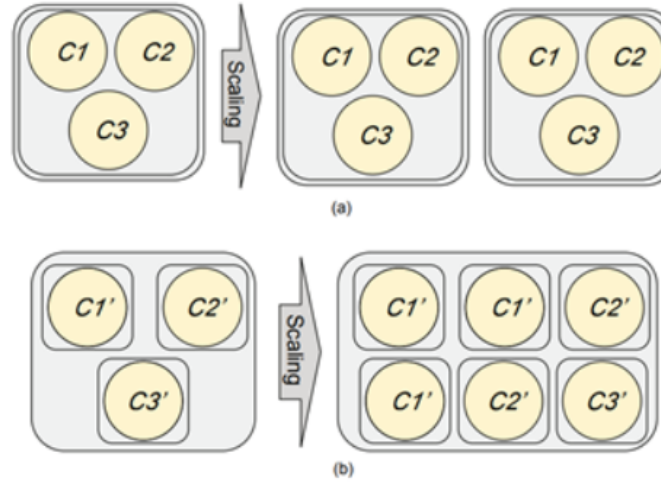 C1 C2 Scaling C1 C2 C1 C2
C3 C3 C3
(a)
C1' C2' Scaling C1' C1' C2'
C3' C1' C2' C3'
(b)